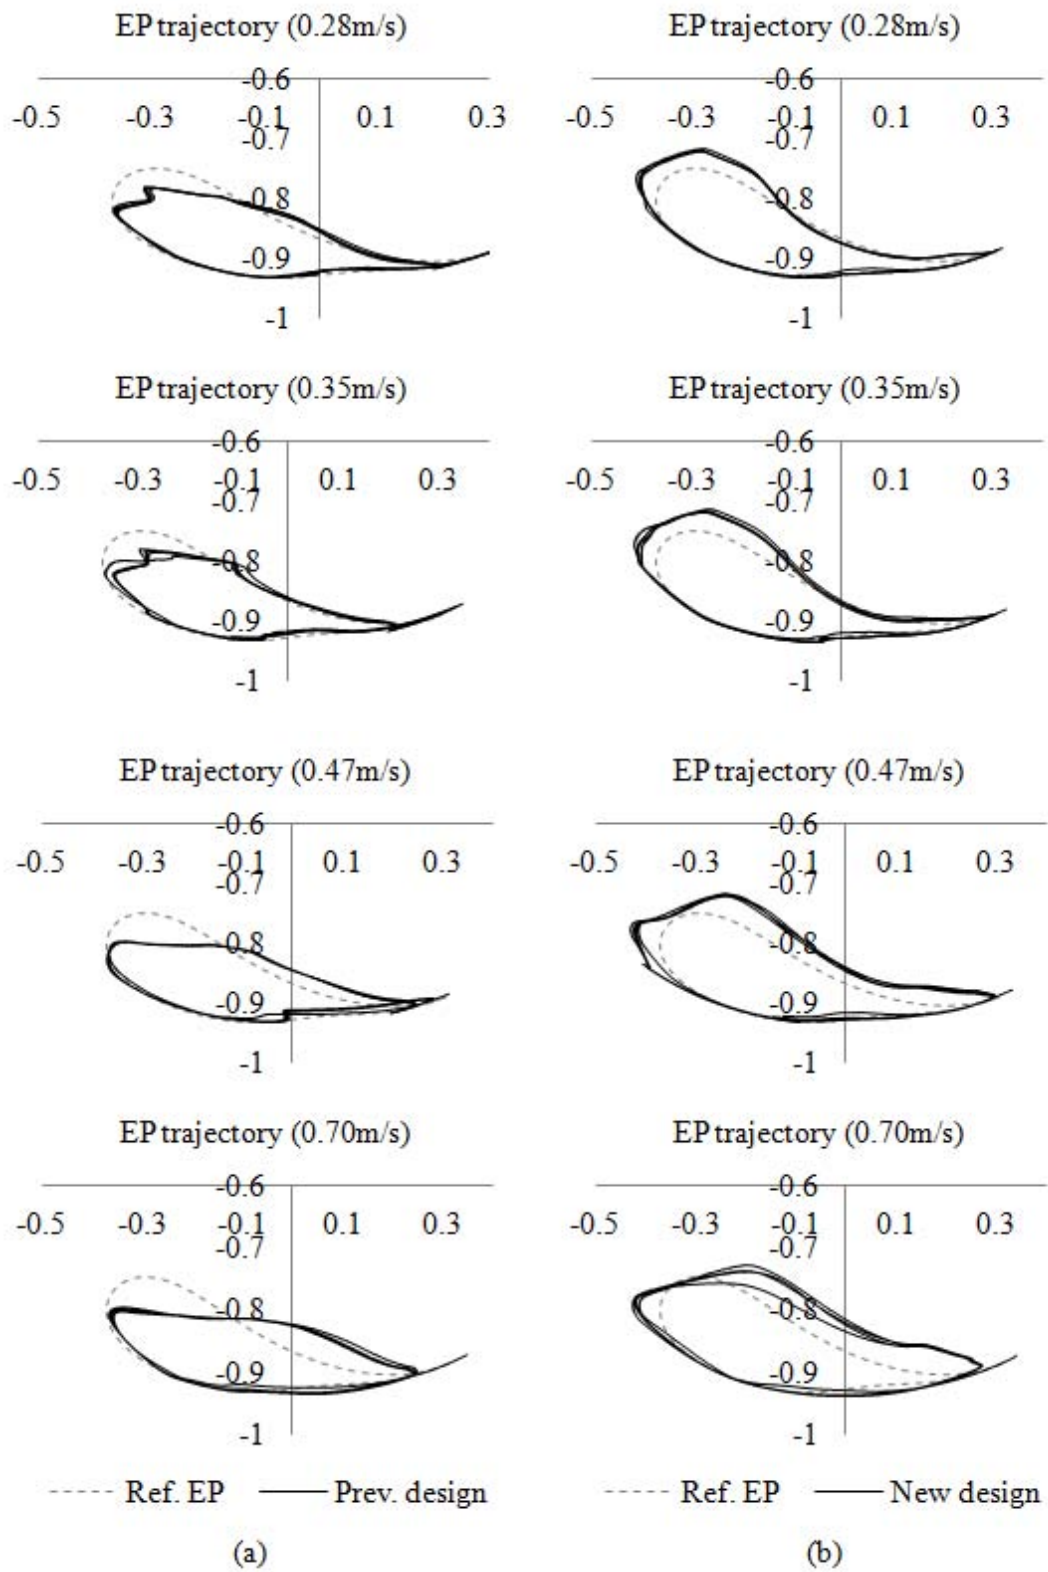 EP trajectory (0.28m/s)
EP trajectory (0.28m/s)
-0.6
-0.6
-0.5 -0.3 -0.1 0.1 0.3
-0.5 -0.3 -0.1 0.1 0.3
-0.7
-0.7
-0.8
-0.8
-0.9
-0.9
-1
-1
EP trajectory (0.35m/s)
EP trajectory (0.35m/s)
-0.6
-0.6
-0.5 -0.3 -0.1 0.1 0.3
-0.5 -0.3 -0.1 0.1 0.3
-0.7
-0.7
-0.8
-0.8
-0.9
-0.9
-1
-1
EP trajectory (0.47m/s)
EP trajectory (0.47m/s)
-0.6
-0.6
-0.5 -0.3 -0.1 0.1 0.3
-0.5 -0.3 -0.1 0.1 0.3
-0.7
-0.7
-0.8
-0.8
-0.9
-0.9
-1
-1
EP trajectory (0.70m/s)
EP trajectory (0.70m/s)
-0.6
-0.6
-0.5 -0.3 -0.1 0.1 0.3
-0.5 -0.3 -0.1 0.1 0.3
-0.7
-0.7
-0.8
-0.8
-0.9
-0.9
-1
-1
Ref. EP Prev. design
Ref. EP New design
(a)
(b)